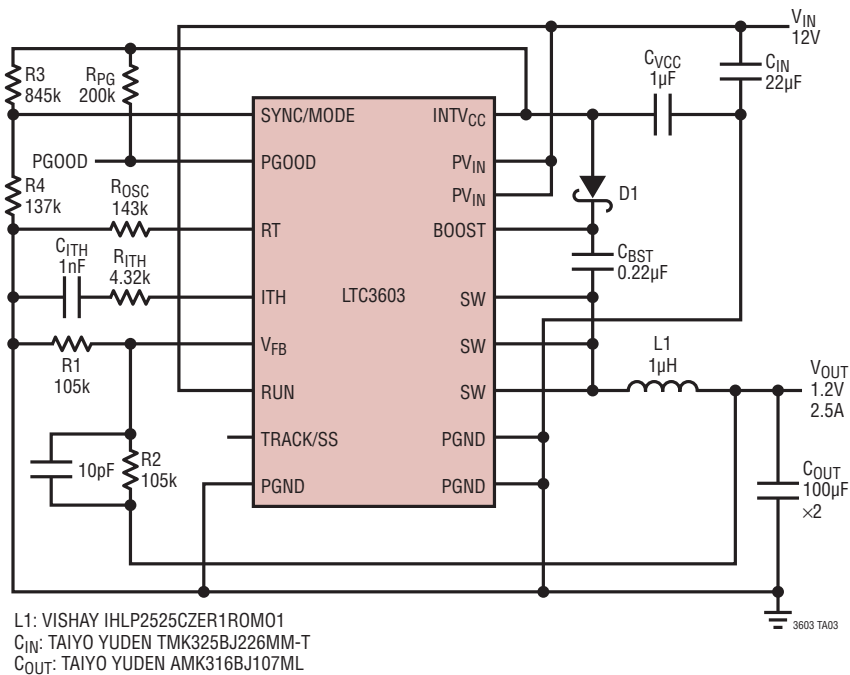 VIN
12V
CVCC
1µF
CIN
22µF
R3
845k
RPG
200k
SYNC/MODE
INTVCC
PGOOD
PGOOD
PVIN
PVIN
D1
R4
137k
ROSC
143k
RT
BOOST
CITH
1nF
RITH
4.32k
CBST
0.22µF
ITH
LTC3603
SW
VFB
SW
R1
105k
L1
1µH
RUN
SW
VOUT
1.2V
2.5A
TRACK/SS
PGND
10pF
R2
105k
PGND
PGND
COUT
100µF
×2
3603 TA03
L1: VISHAY IHLP2525CZER1ROMO1
CIN: TAIYO YUDEN TMK325BJ226MM-T
COUT: TAIYO YUDEN AMK316BJ107ML